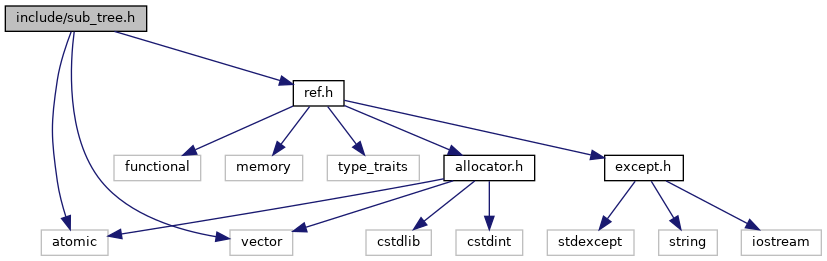 include/sub_tree.h
ref.h
functional
memory
type_traits
allocator.h
except.h
atomic
vector
cstdlib
cstdint
stdexcept
string
iostream